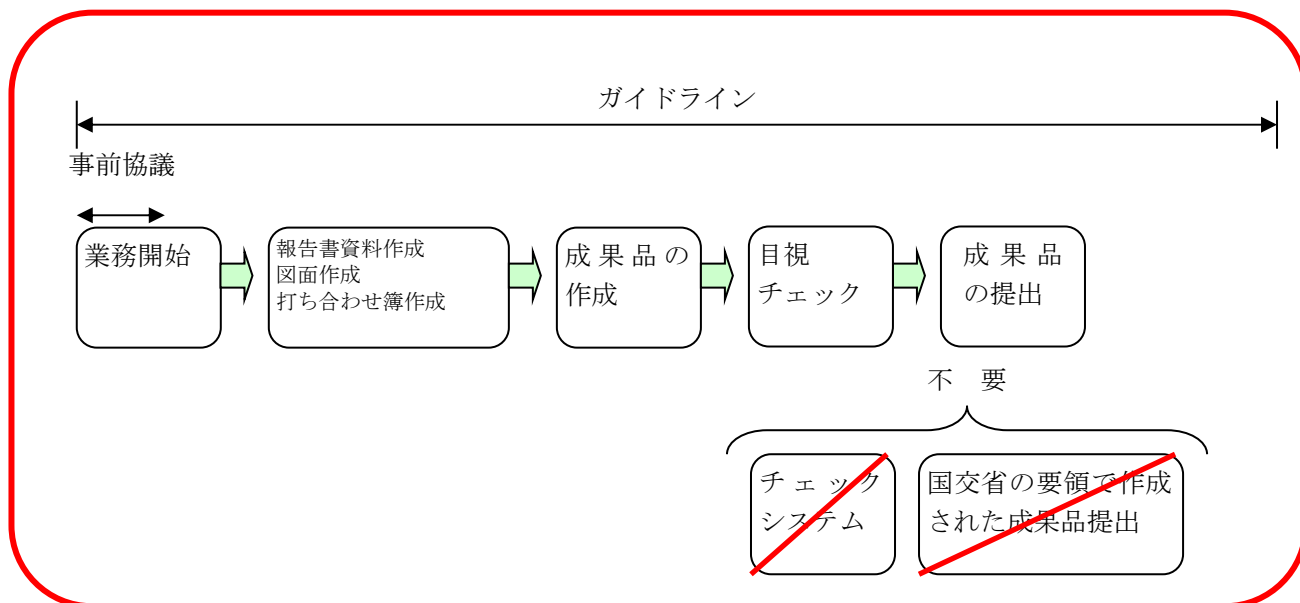 ガイドライン
事前協議
業務開始
報告書資料作成
図面作成
打ち合わせ簿作成
成果品の
作成
目視
チェック
成果品
の提出
不要
チェック
システム
国交省の要領で作成
された成果品提出